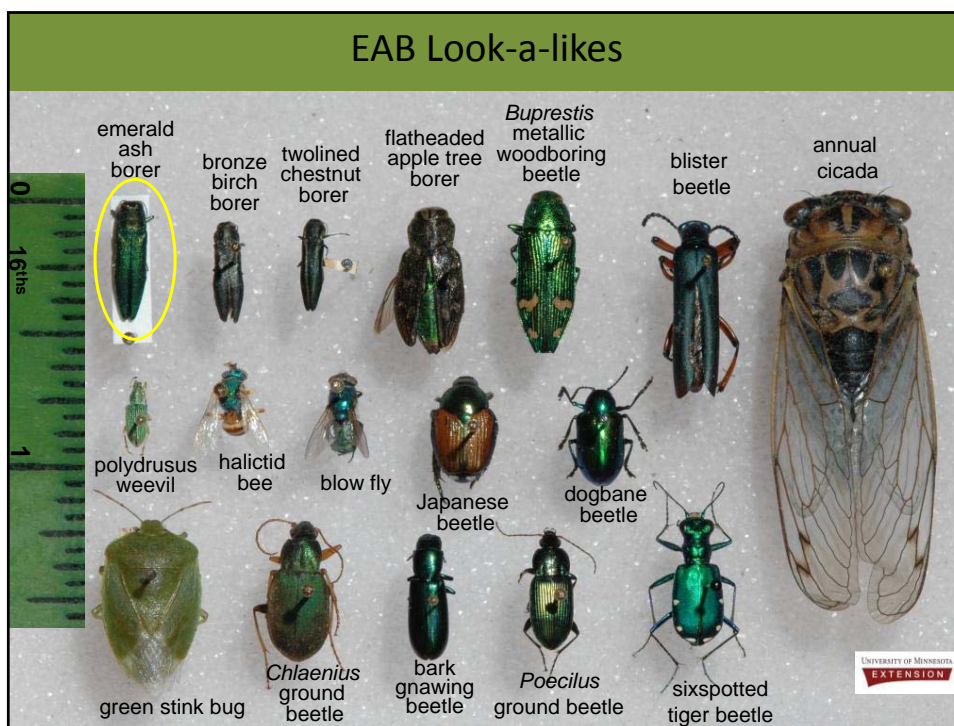 EAB Look-a-likes
emerald
ash
borer
bronze
birch
borer
twolined
chestnut
borer
flatheaded
apple tree
borer
Buprestis
metallic
woodboring
beetle
blister
beetle
annual
cicada
0
16ths
1
polydrusus
weevil
halictid
bee
blow fly
Japanese
beetle
dogbane
beetle
green stink bug
Chlaenius
ground
beetle
bark
gnawing
beetle
Poecilus
ground beetle
sixspotted
tiger beetle
UNIVERSITY OF MINNESOTA
EXTENSION